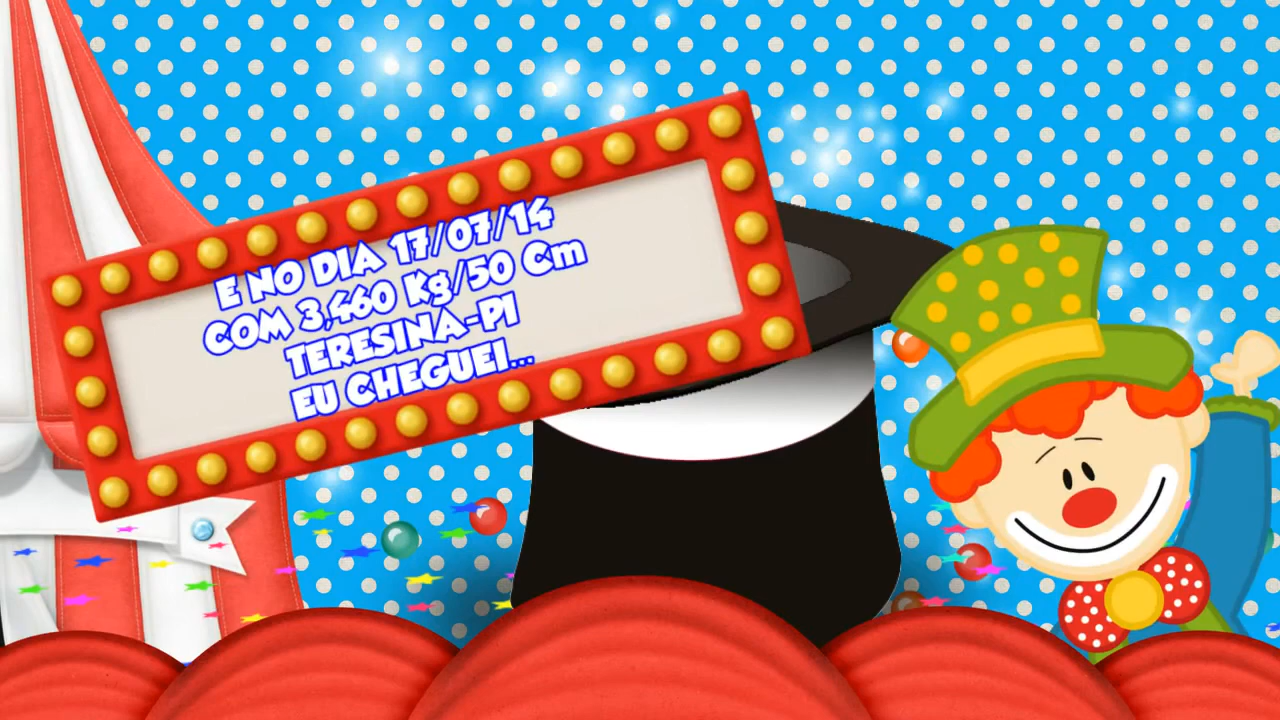 E NO DIA 17/07/14
COM 3,460 Kg/50 Cm
TERESINA-PI
EU CHEGUEI...